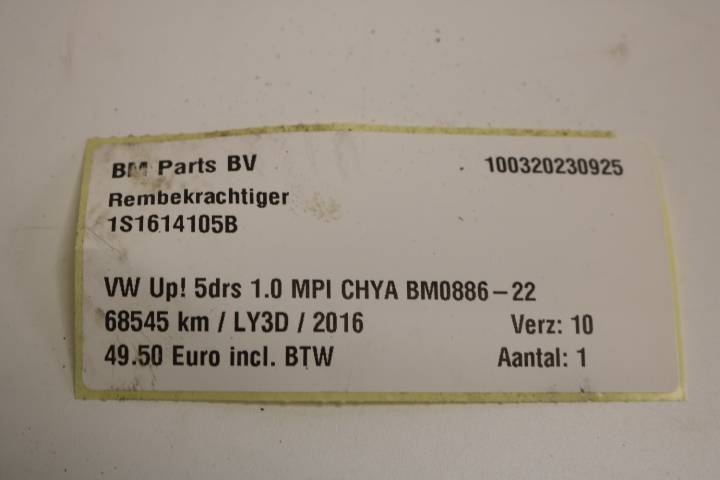 BM Parts BV 100320230925
Rembekrachtiger
1S1614105B
VW Up! 5drs 1.0 MPI CHYA BM0886-22
68545 km / LY3D / 2016 Verz: 10
49.50 Euro incl. BTW Aantal: 1